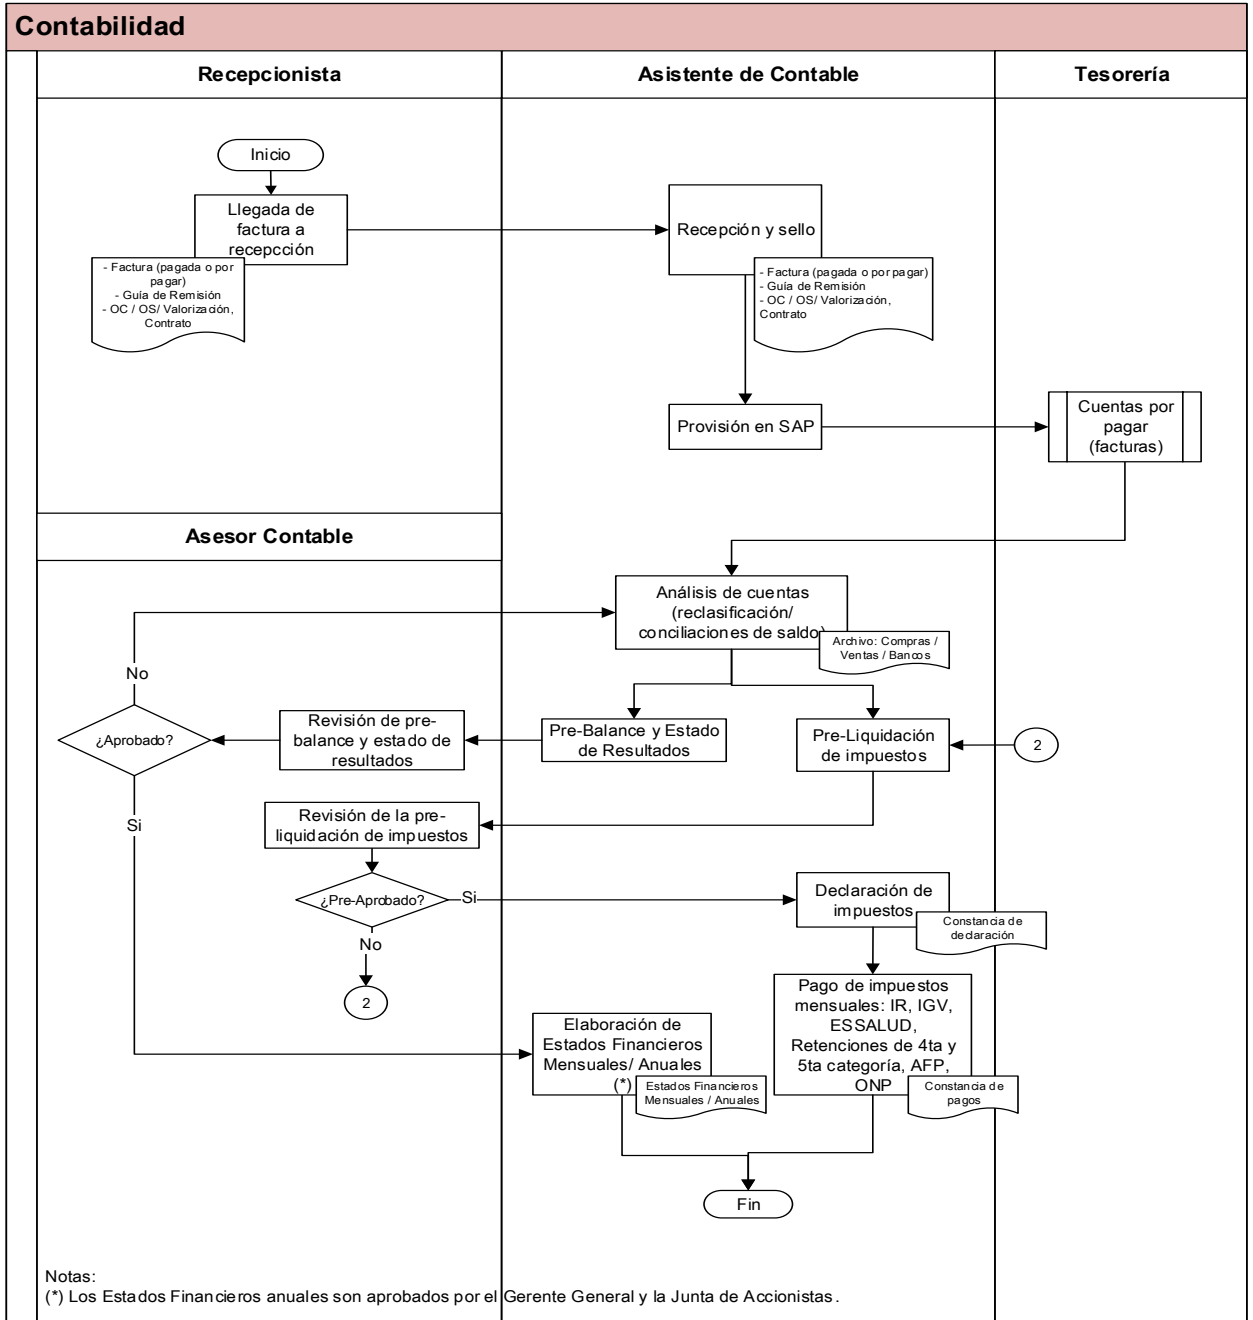 Contabilidad
Recepcionista
Asistente de Contable
Tesorería
Inicio
Llegada de
factura a
recepcción
- Factura (pagada o por
pagar)
- Guía de Remisión
- OC / OS/ Valorización,
Contrato
Recepción y sello
- Factura (pagada o por pagar)
- Guía de Remisión
- OC / OS/ Valorización,
Contrato
Provisión en SAP
Cuentas por
pagar
(facturas)
Asesor Contable
Análisis de cuentas
(reclasificación/
conciliaciones de saldo)
Archivo: Compras /
Ventas / Bancos
No
¿Aprobado?
Revisión de pre-
balance y estado de
resultados
Pre-Balance y Estado
de Resultados
Pre-Liquidación
de impuestos
2
Si
Revisión de la pre-
liquidación de impuestos
¿Pre-Aprobado?
Si
Declaración de
impuestos
Constancia de
declaración
No
2
Pago de impuestos
mensuales: IR, IGV,
ESSALUD,
Retenciones de 4ta y
5ta categoría, AFP,
ONP
Constancia de
pagos
Elaboración de
Estados Financieros
Mensuales/ Anuales
(*)
Estados Financieros
Mensuales / Anuales
Fin
Notas:
(*) Los Estados Financieros anuales son aprobados por el Gerente General y la Junta de Accionistas.